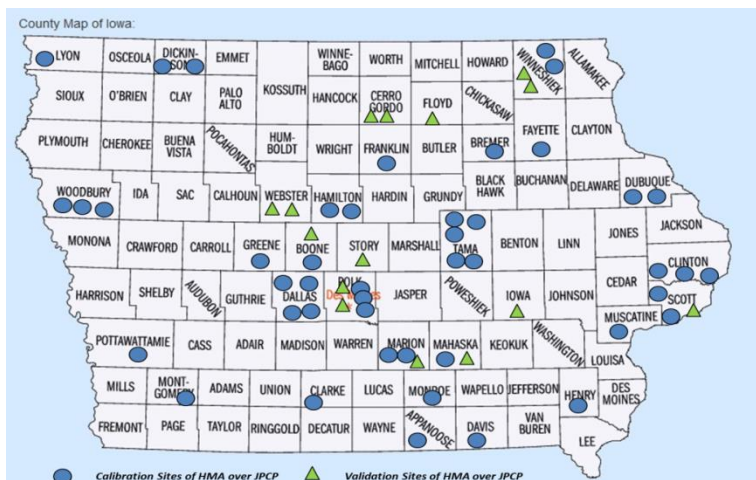 County Map of Iowa:
LYON OSCEOLA DICKIN- SON EMMET WINNE- BAGO WORTH MITCHELL HOWARD WINNESHIEK ALLAMAKEE
KOSSUTH
SIOUX O'BRIEN CLAY PALO ALTO HANCOCK CERRO GORDO FLOYD CHICKASAW
PLYMOUTH CHEROKEE BUENA VISTA POCAHONTAS HUM- BOLDT WRIGHT FRANKLIN BUTLER BREMER FAYETTE CLAYTON
WOODBURY IDA SAC CALHOUN WEBSTER HAMILTON HARDIN GRUNDY BLACK HAWK BUCHANAN DELAWARE DUBUQUE
MONONA CRAWFORD CARROLL GREENE BOONE STORY MARSHALL TAMA BENTON LINN JONES JACKSON
CLINTON
CEDAR
HARRISON SHELBY AUDUBON GUTHRIE DALLAS POLK JASPER POWESHIEK IOWA JOHNSON SCOTT
MUSCATINE
POTTAWATTAMIE CASS ADAIR MADISON WARREN MARION MAHASKA KEOKUK WASHINGTON LOUISA
MILLS MONT- GOMERY ADAMS UNION CLARKE LUCAS MONROE WAPELLO JEFFERSON HENRY DES MOINES
FREMONT PAGE TAYLOR RINGGOLD DECATUR WAYNE APPANOOSE DAVIS VAN BUREN LEE
Calibration Sites of HMA over JPCP Validation Sites of HMA over JPCP